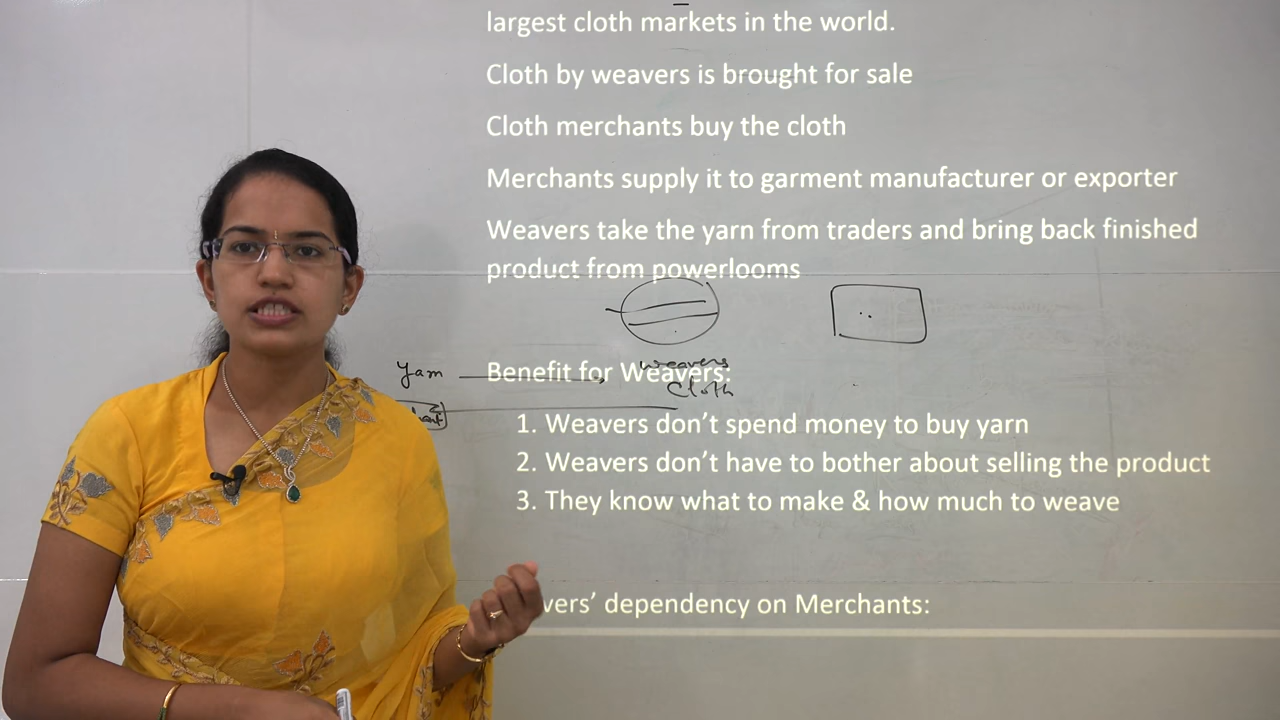 largest cloth markets in the world.
Cloth by weavers is brought for sale
Cloth merchants buy the cloth
Merchants supply it to garment manufacturer or exporter
Weavers take the yarn from traders and bring back finished
product from powerlooms
weavers
Yarn
Benefit for Weavers:
Cloth
1. Weavers don't spend money to buy yarn
2. Weavers don't have to bother about selling the product
3. They know what to make & how much to weave
vers' dependency on Merchants: